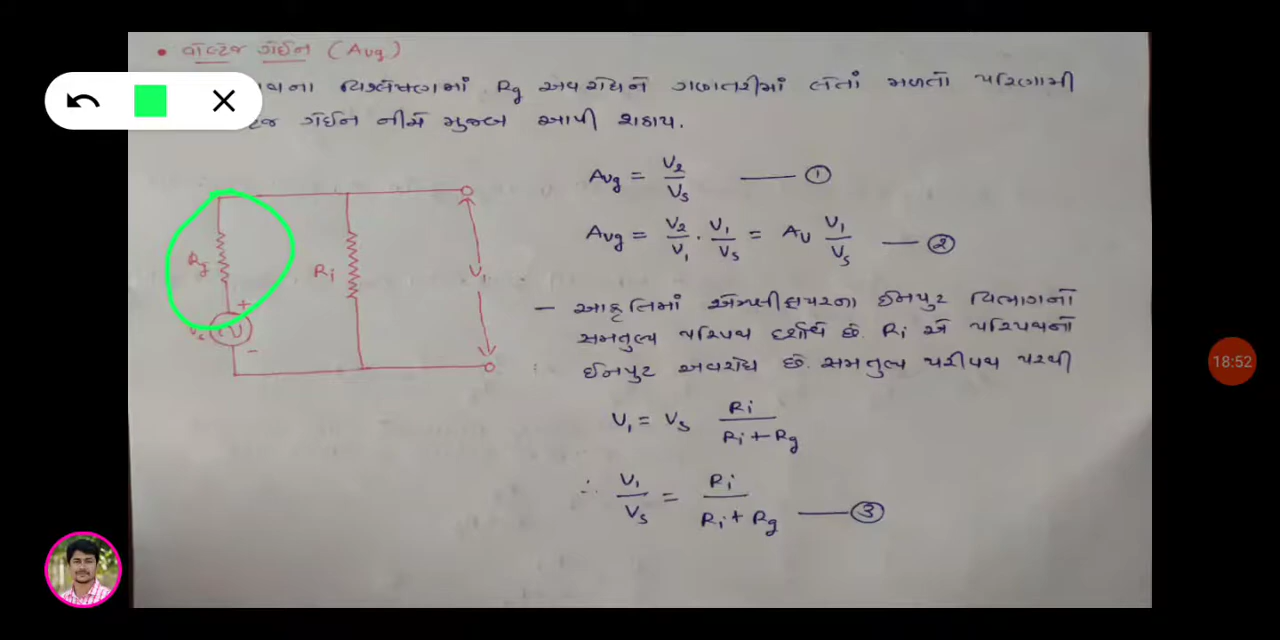 • વોલ્ટેજ ગેઈન (Avg)
વિશ્લેષણમાં Rg અવરોધને ગણતરીમાં લેતાં મળતો પરિણામી
ગેઈન નીચે મુજબ આપી શકાય.
Avg = V2/Vs —— ①
Avg = V2/V1 · V1/Vs = Av V1/Vs —— ②
Rg
Ri
V1
+
-
Vs
– આકૃતિમાં એમ્પ્લીફાયરના ઈનપુટ વિભાગનો
સમતુલ્ય પરિપથ દર્શાવે છે. Ri એ પરિપથનો
ઈનપુટ અવરોધ છે. સમતુલ્ય પરીપથ પરથી
V1 = Vs Ri/(Ri + Rg)
∴ V1/Vs = Ri/(Ri + Rg) —— ③
18:52